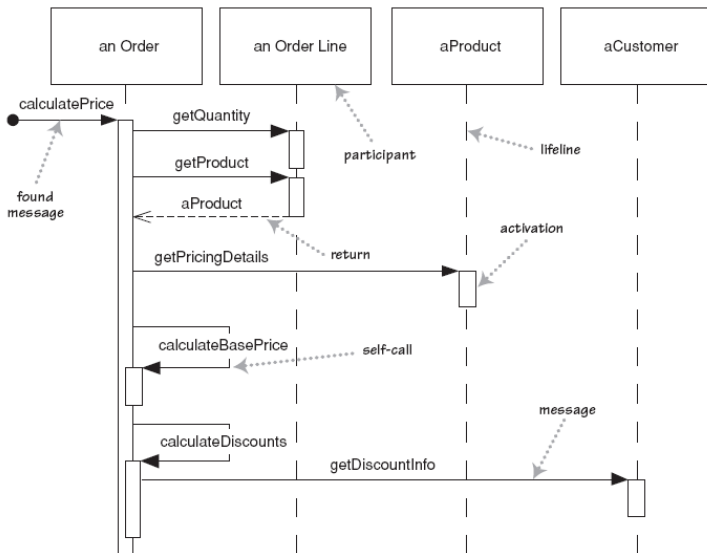 an Order
an Order Line
aProduct
aCustomer
calculatePrice
getQuantity
participant
lifeline
getProduct
found
message
aProduct
return
activation
getPricingDetails
calculateBasePrice
self-call
message
calculateDiscounts
getDiscountInfo